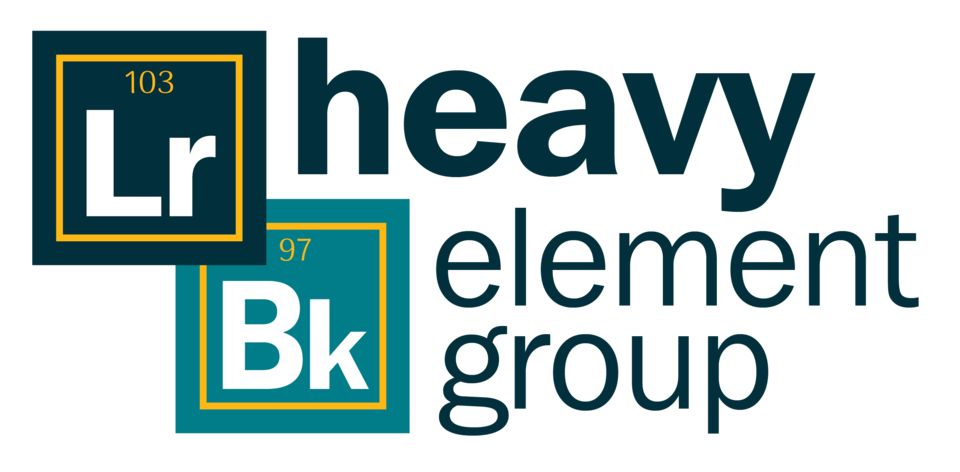 103
Lr
heavy
97
Bk
element
group